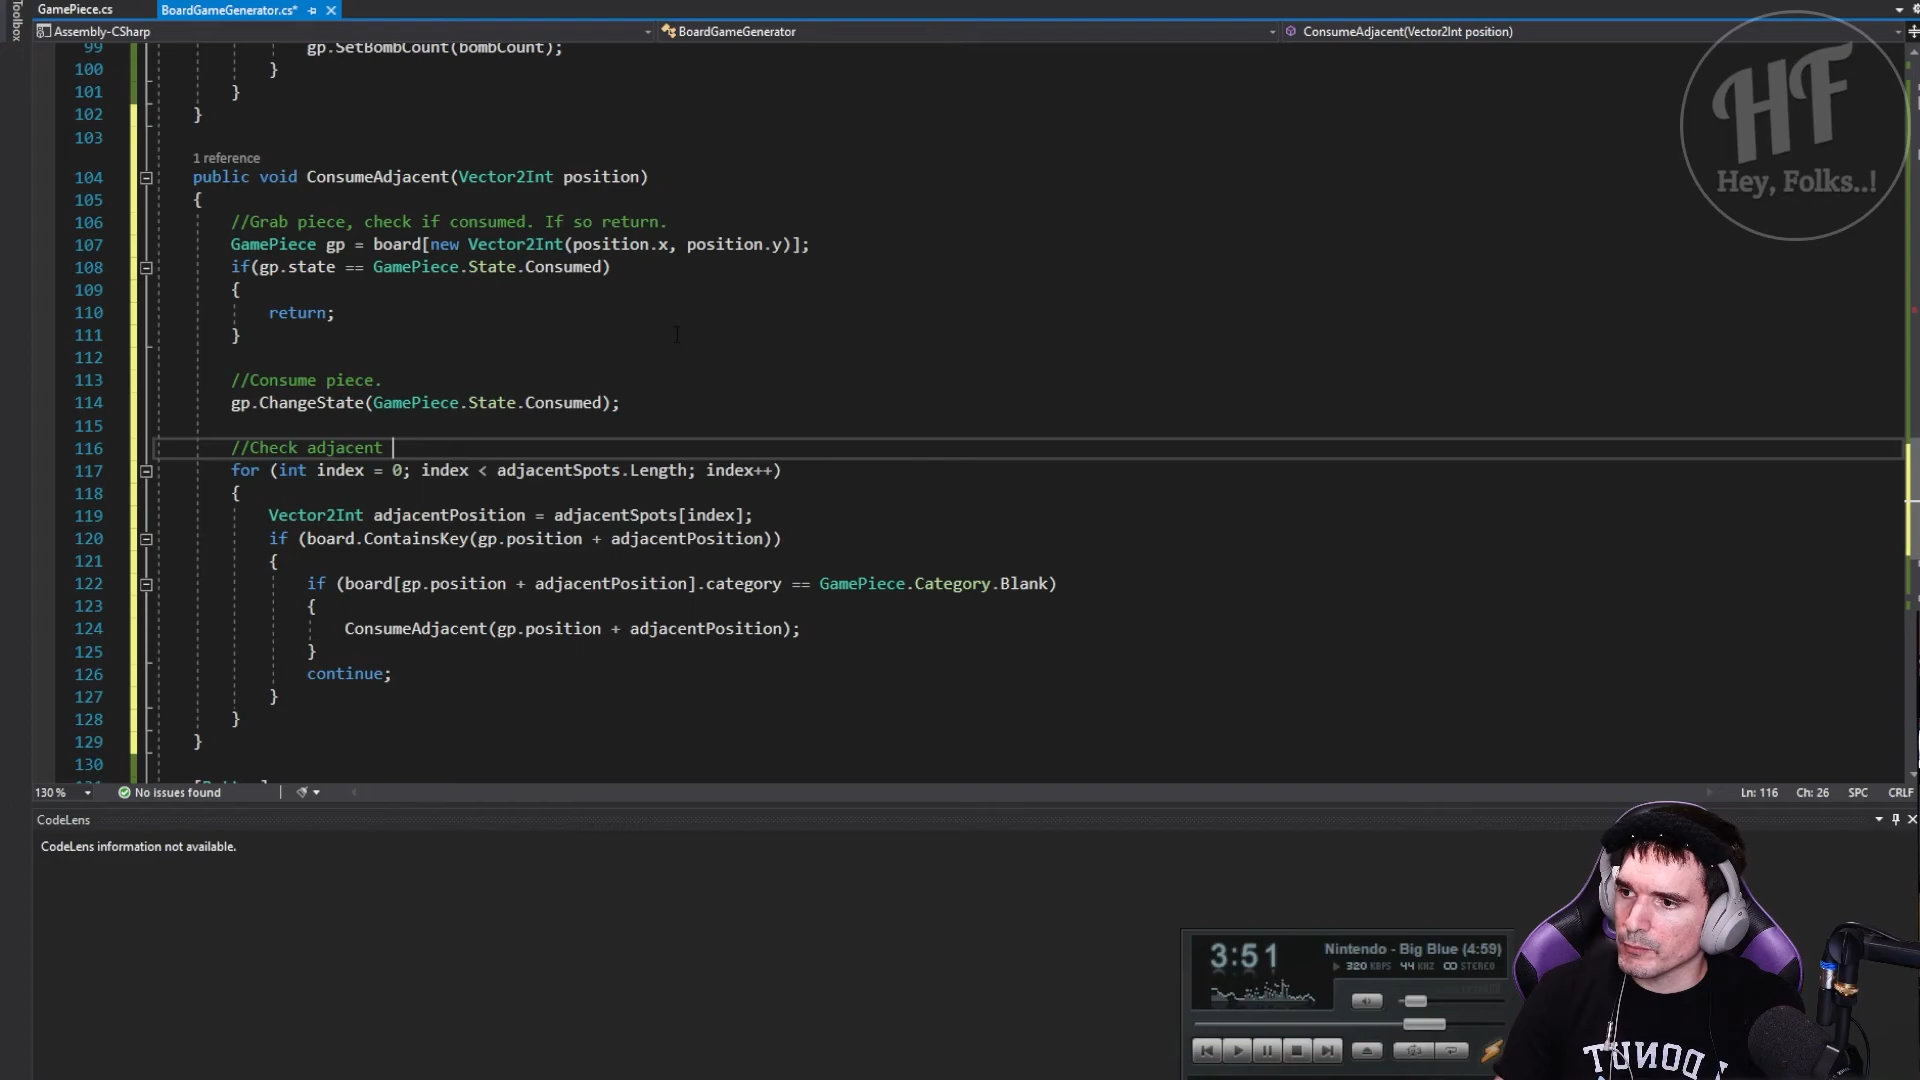 Toolbox
GamePiece.cs
BoardGameGenerator.cs*
Assembly-CSharp
BoardGameGenerator
ConsumeAdjacent(Vector2Int position)
99 gp.SetBombCount(bombCount);
100 }
101 }
102 }
103
1 reference
104 public void ConsumeAdjacent(Vector2Int position)
105 {
106 //Grab piece, check if consumed. If so return.
107 GamePiece gp = board[new Vector2Int(position.x, position.y)];
108 if(gp.state == GamePiece.State.Consumed)
109 {
110 return;
111 }
112
113 //Consume piece.
114 gp.ChangeState(GamePiece.State.Consumed);
115
116 //Check adjacent
117 for (int index = 0; index < adjacentSpots.Length; index++)
118 {
119 Vector2Int adjacentPosition = adjacentSpots[index];
120 if (board.ContainsKey(gp.position + adjacentPosition))
121 {
122 if (board[gp.position + adjacentPosition].category == GamePiece.Category.Blank)
123 {
124 ConsumeAdjacent(gp.position + adjacentPosition);
125 }
126 continue;
127 }
128 }
129 }
130
HF
Hey, Folks..!
130 %
No issues found
Ln: 116 Ch: 26 SPC CRLF
CodeLens
CodeLens information not available.
3:51
Nintendo - Big Blue (4:59)
320 KBPS 44 KHZ STEREO
DONUT